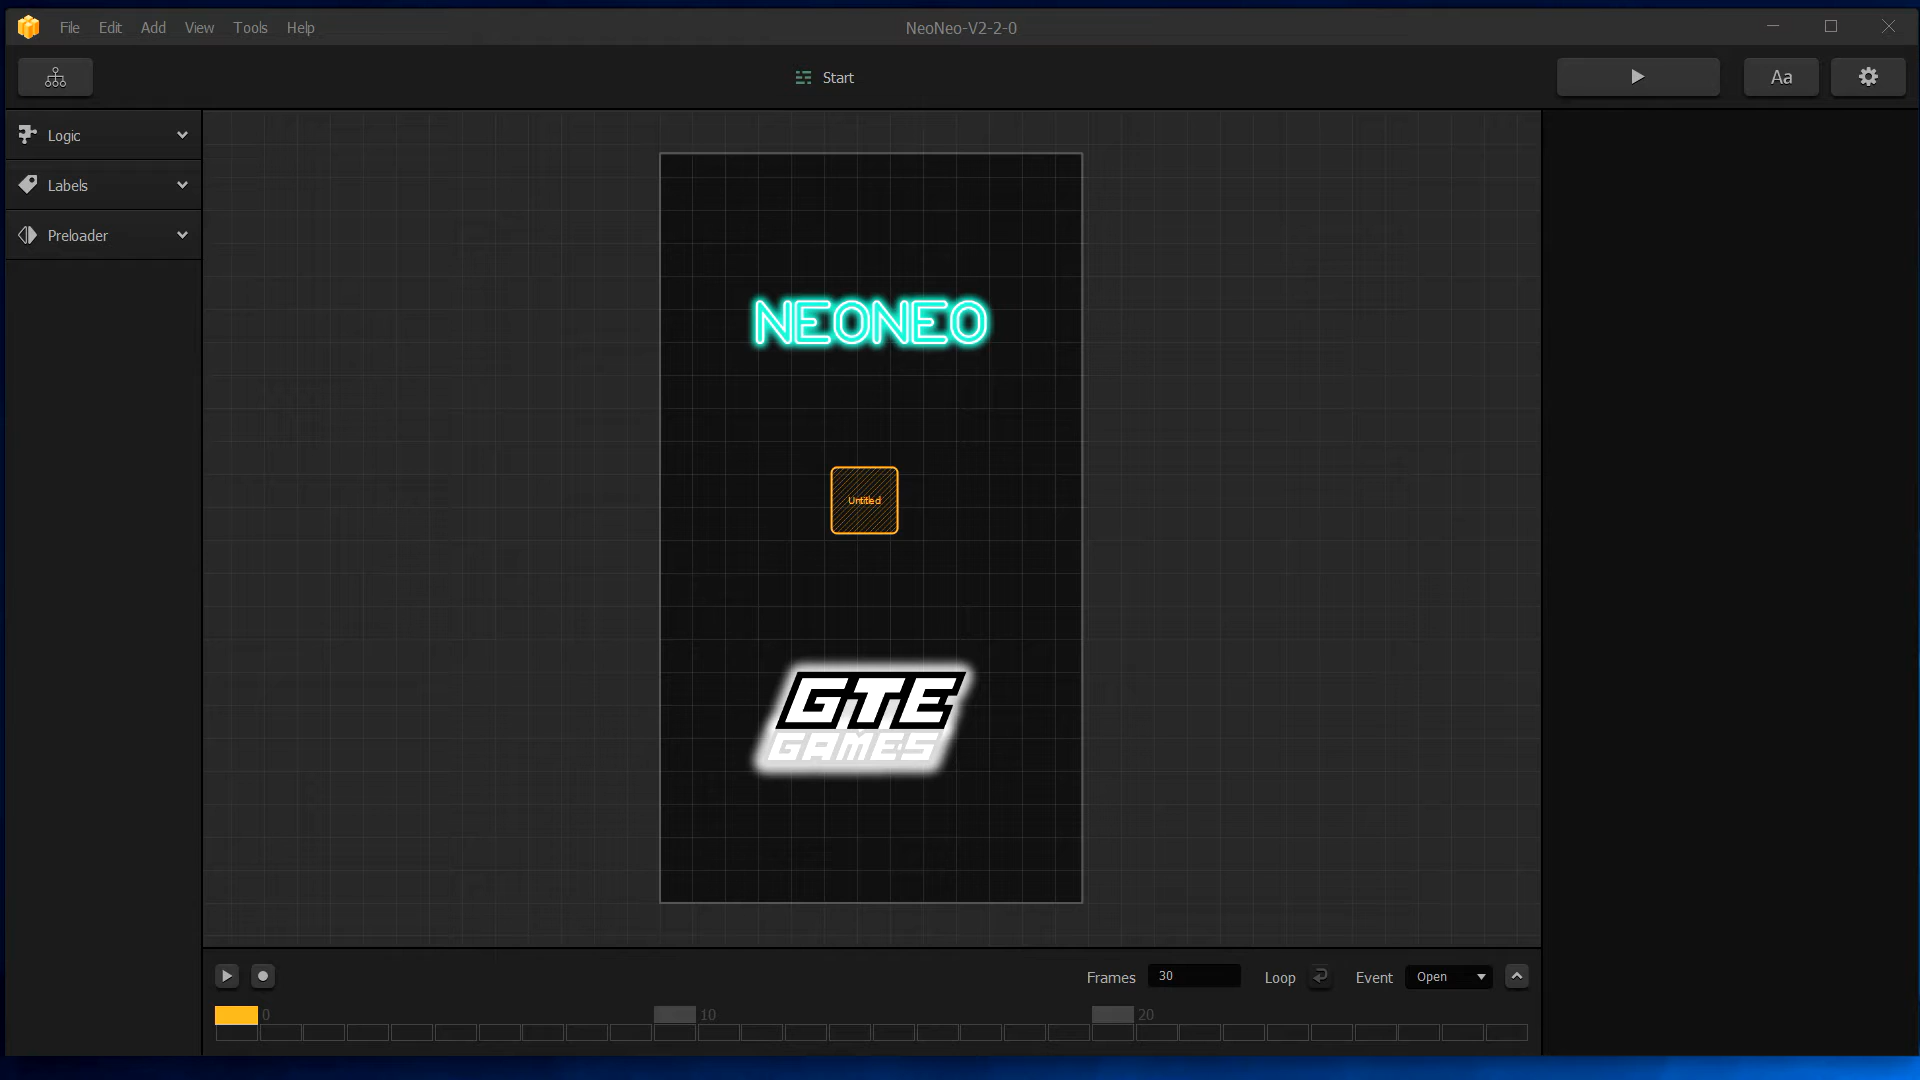 File Edit Add View Tools Help NeoNeo-V2-2-0
Start Aa
Logic
Labels
Preloader
NEONEO
Untitled
GTE
GAMES
Frames 30 Loop Event Open
0 10 20